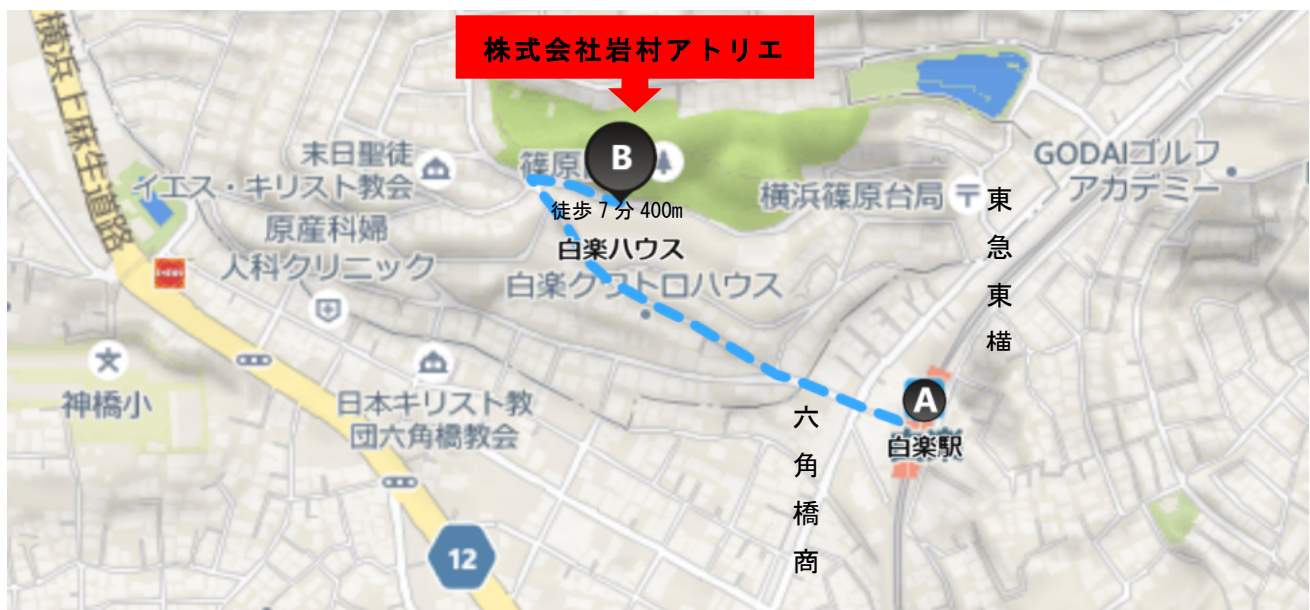 株式会社岩村アトリエ
横浜上麻生道路
B
篠原
末日聖徒
イエス・キリスト教会
GODAIゴルフ
アカデミー
横浜篠原台局
東急東横
徒歩7分400m
原産科婦
人科クリニック
白楽ハウス
白楽クワトロハウス
神橋小
日本キリスト教
団六角橋教会
A
白楽駅
六角橋商
12